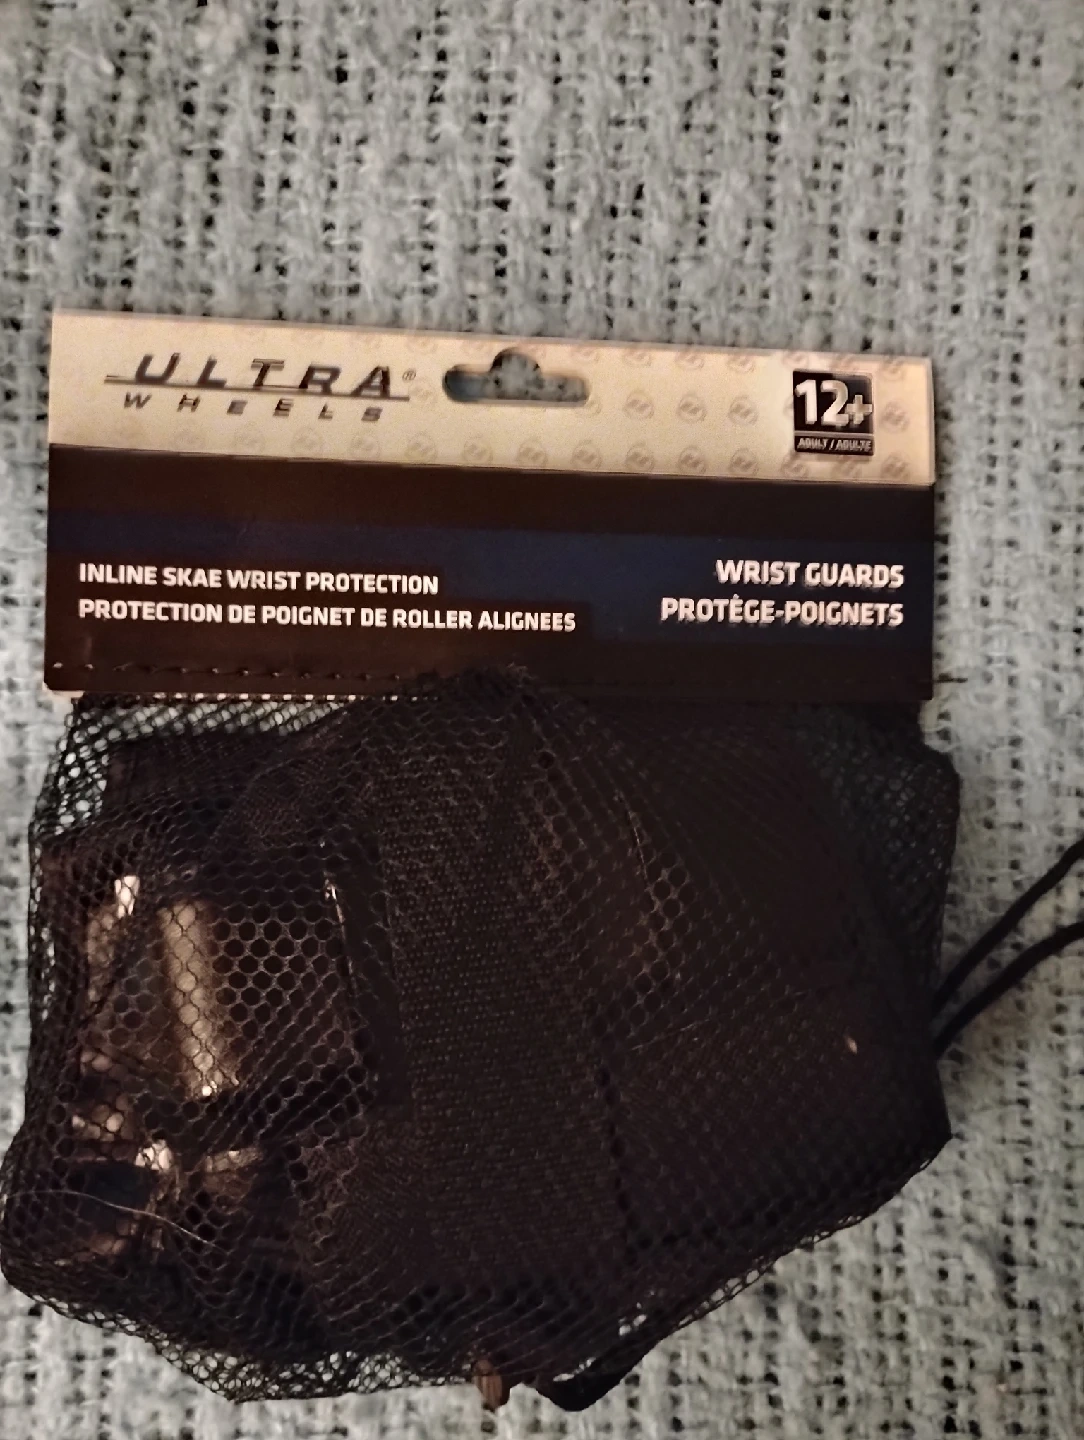 ULTRA®
WHEELS
12+
ADULT / ADULTE
INLINE SKAE WRIST PROTECTION
PROTECTION DE POIGNET DE ROLLER ALIGNEES
WRIST GUARDS
PROTÈGE-POIGNETS